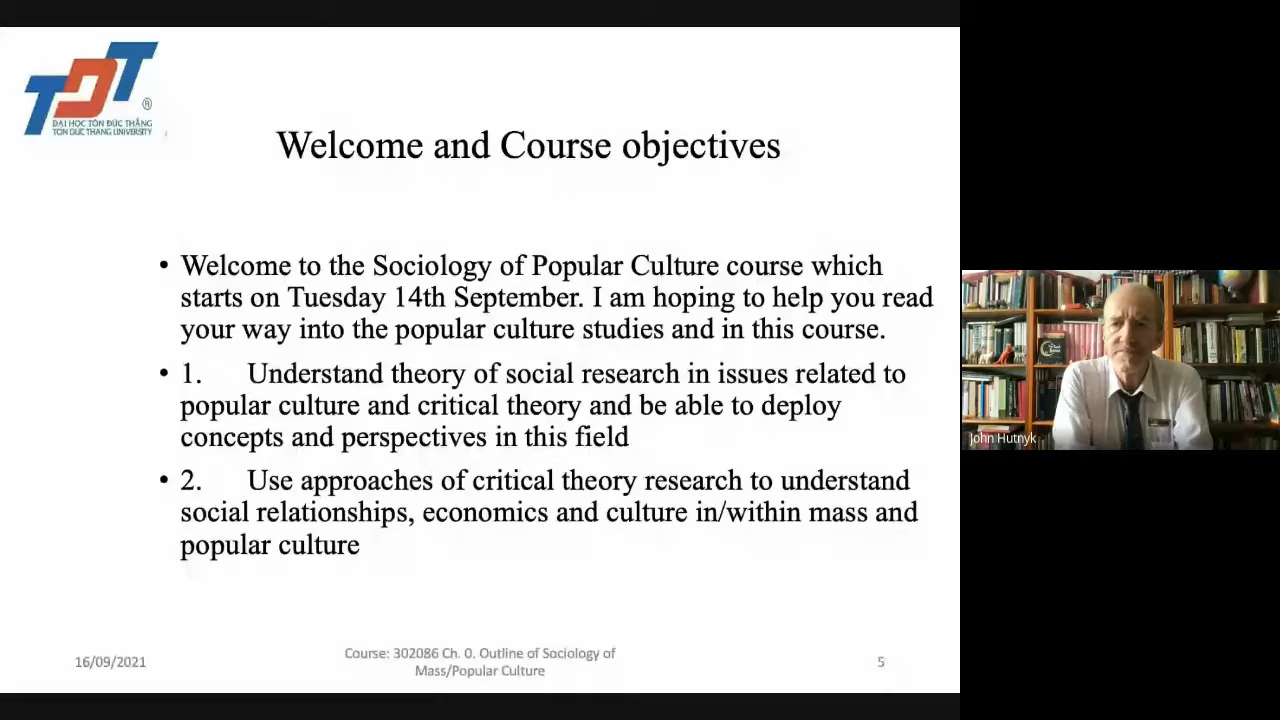 TDT
®
ĐẠI HỌC TÔN ĐỨC THẮNG
TON DUC THANG UNIVERSITY
Welcome and Course objectives
• Welcome to the Sociology of Popular Culture course which
starts on Tuesday 14th September. I am hoping to help you read
your way into the popular culture studies and in this course.
• 1. Understand theory of social research in issues related to
popular culture and critical theory and be able to deploy
concepts and perspectives in this field
• 2. Use approaches of critical theory research to understand
social relationships, economics and culture in/within mass and
popular culture
16/09/2021
Course: 302086 Ch. 0. Outline of Sociology of
Mass/Popular Culture
5
John Hutnyk